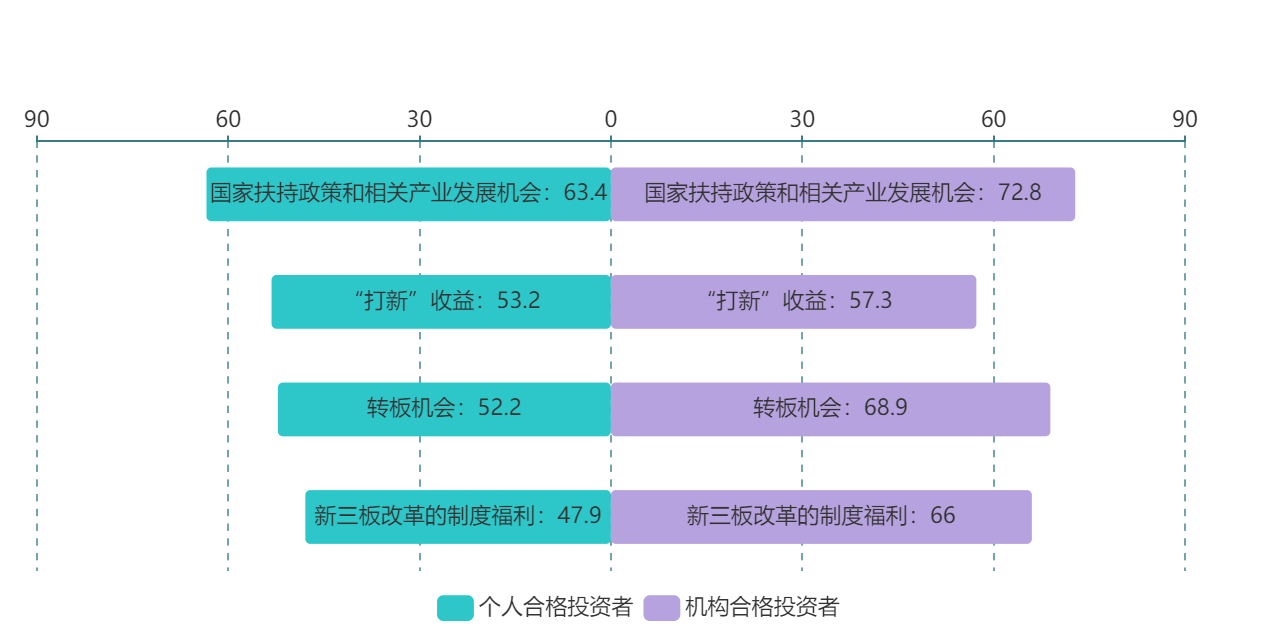 90 60 30 0 30 60 90
国家扶持政策和相关产业发展机会：63.4 国家扶持政策和相关产业发展机会：72.8
“打新”收益：53.2 “打新”收益：57.3
转板机会：52.2 转板机会：68.9
新三板改革的制度福利：47.9 新三板改革的制度福利：66
个人合格投资者 机构合格投资者